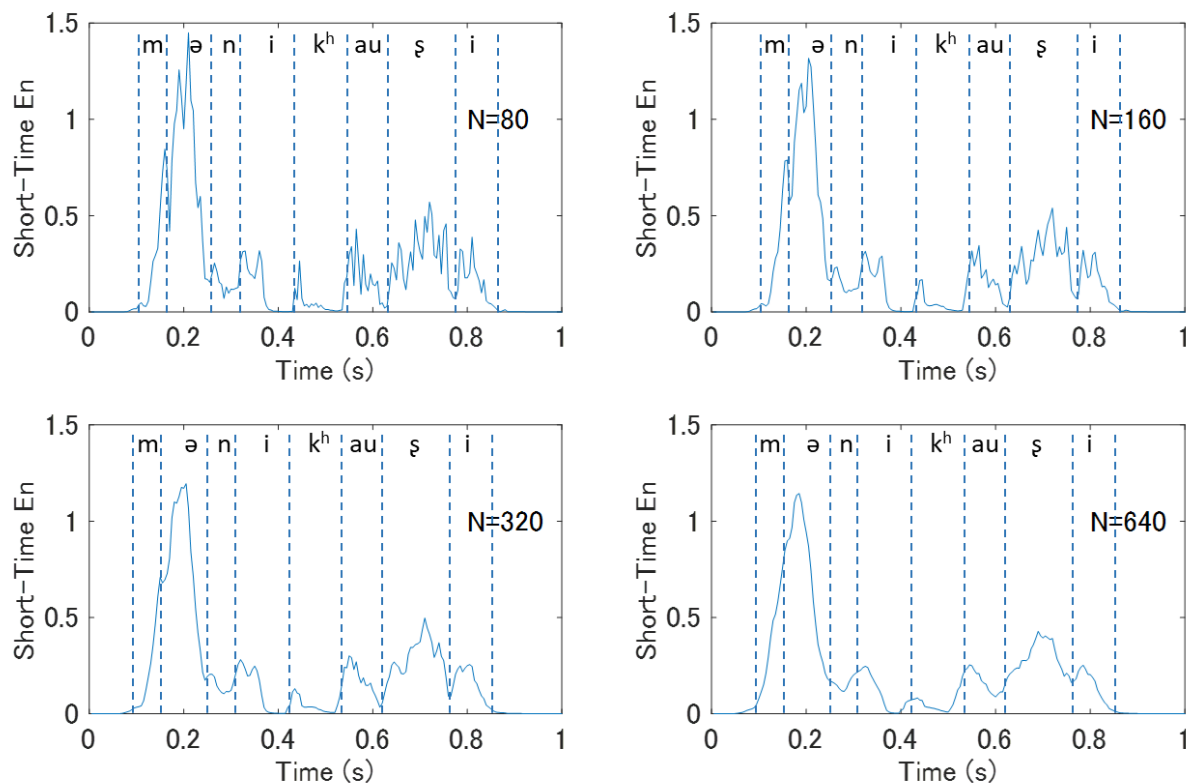 1.5
m ə n i kʰ au ʂ i
1
N=80
0.5
0
0 0.2 0.4 0.6 0.8 1
Time (s)
Short-Time En
1.5
m ə n i kʰ au ʂ i
1
N=160
0.5
0
0 0.2 0.4 0.6 0.8 1
Time (s)
Short-Time En
1.5
m ə n i kʰ au ʂ i
1
N=320
0.5
0
0 0.2 0.4 0.6 0.8 1
Time (s)
Short-Time En
1.5
m ə n i kʰ au ʂ i
1
N=640
0.5
0
0 0.2 0.4 0.6 0.8 1
Time (s)
Short-Time En